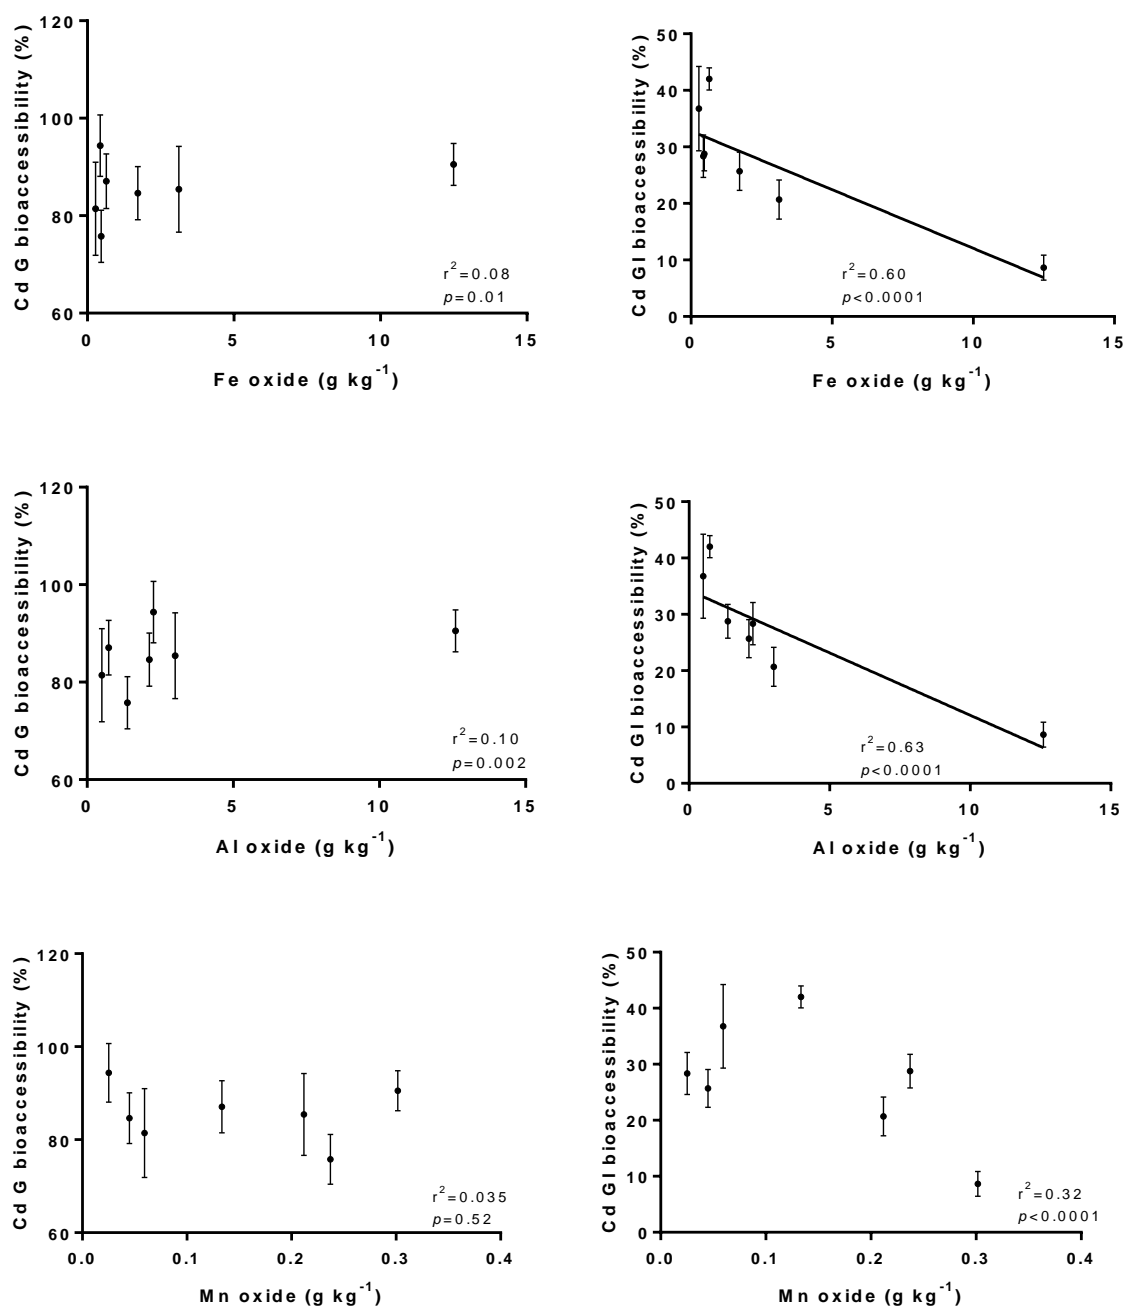 Cd G bioaccessibility (%)
120
100
80
60
0 5 10 15
Fe oxide (g kg⁻¹)
r²=0.08
p=0.01
Cd GI bioaccessibility (%)
50
40
30
20
10
0
0 5 10 15
Fe oxide (g kg⁻¹)
r²=0.60
p<0.0001
Cd G bioaccessibility (%)
120
100
80
60
0 5 10 15
Al oxide (g kg⁻¹)
r²=0.10
p=0.002
Cd GI bioaccessibility (%)
50
40
30
20
10
0
0 5 10 15
Al oxide (g kg⁻¹)
r²=0.63
p<0.0001
Cd G bioaccessibility (%)
120
100
80
60
0.0 0.1 0.2 0.3 0.4
Mn oxide (g kg⁻¹)
r²=0.035
p=0.52
Cd GI bioaccessibility (%)
50
40
30
20
10
0
0.0 0.1 0.2 0.3 0.4
Mn oxide (g kg⁻¹)
r²=0.32
p<0.0001